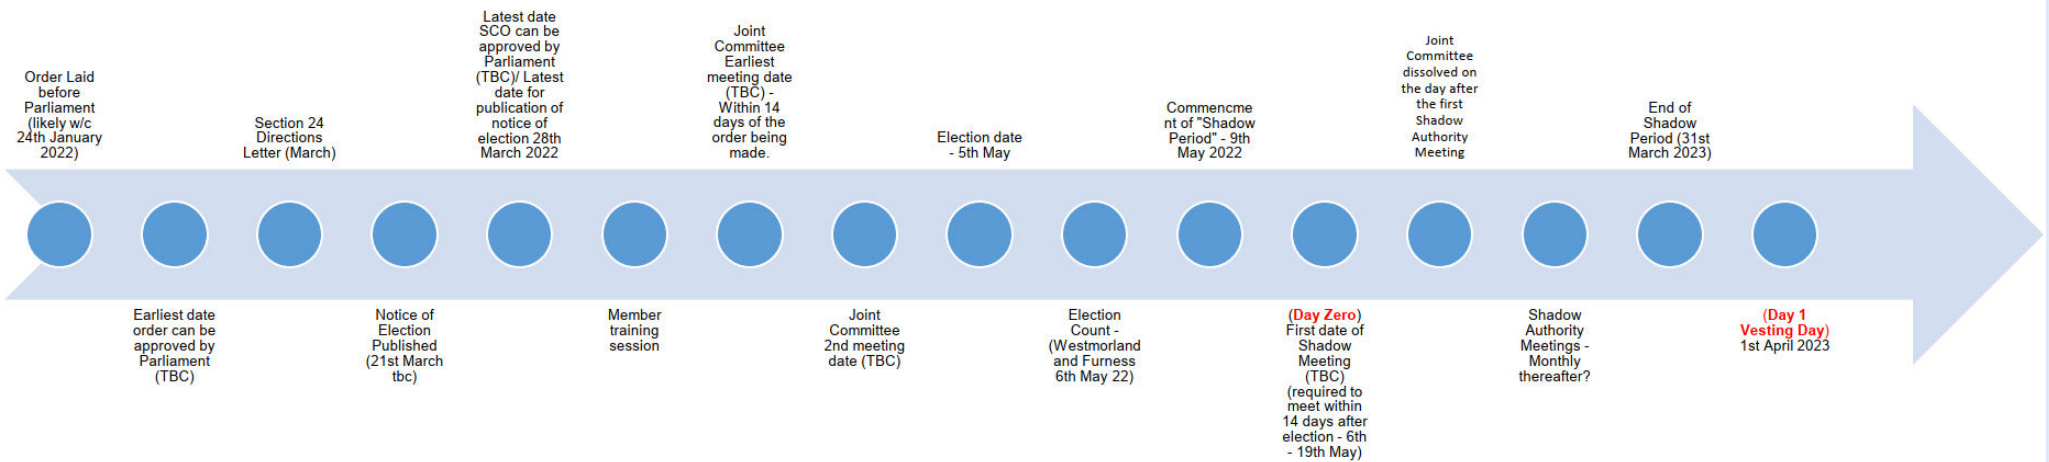 Order Laid
before
Parliament
(likely w/c
24th January
2022)
Earliest date
order can be
approved by
Parliament
(TBC)
Section 24
Directions
Letter (March)
Notice of
Election
Published
(21st March
tbc)
Latest date
SCO can be
approved by
Parliament
(TBC)/ Latest
date for
publication of
notice of
election 28th
March 2022
Member
training
session
Joint
Committee
Earliest
meeting date
(TBC) -
Within 14
days of the
order being
made.
Joint
Committee
2nd meeting
date (TBC)
Election date
- 5th May
Election
Count -
(Westmorland
and Furness
6th May 22)
Commenceme
nt of "Shadow
Period" - 9th
May 2022
(Day Zero)
First date of
Shadow
Meeting
(TBC)
(required to
meet within
14 days after
election - 6th
- 19th May)
Joint
Committee
dissolved on
the day after
the first
Shadow
Authority
Meeting
Shadow
Authority
Meetings -
Monthly
thereafter?
End of
Shadow
Period (31st
March 2023)
(Day 1
Vesting Day)
1st April 2023